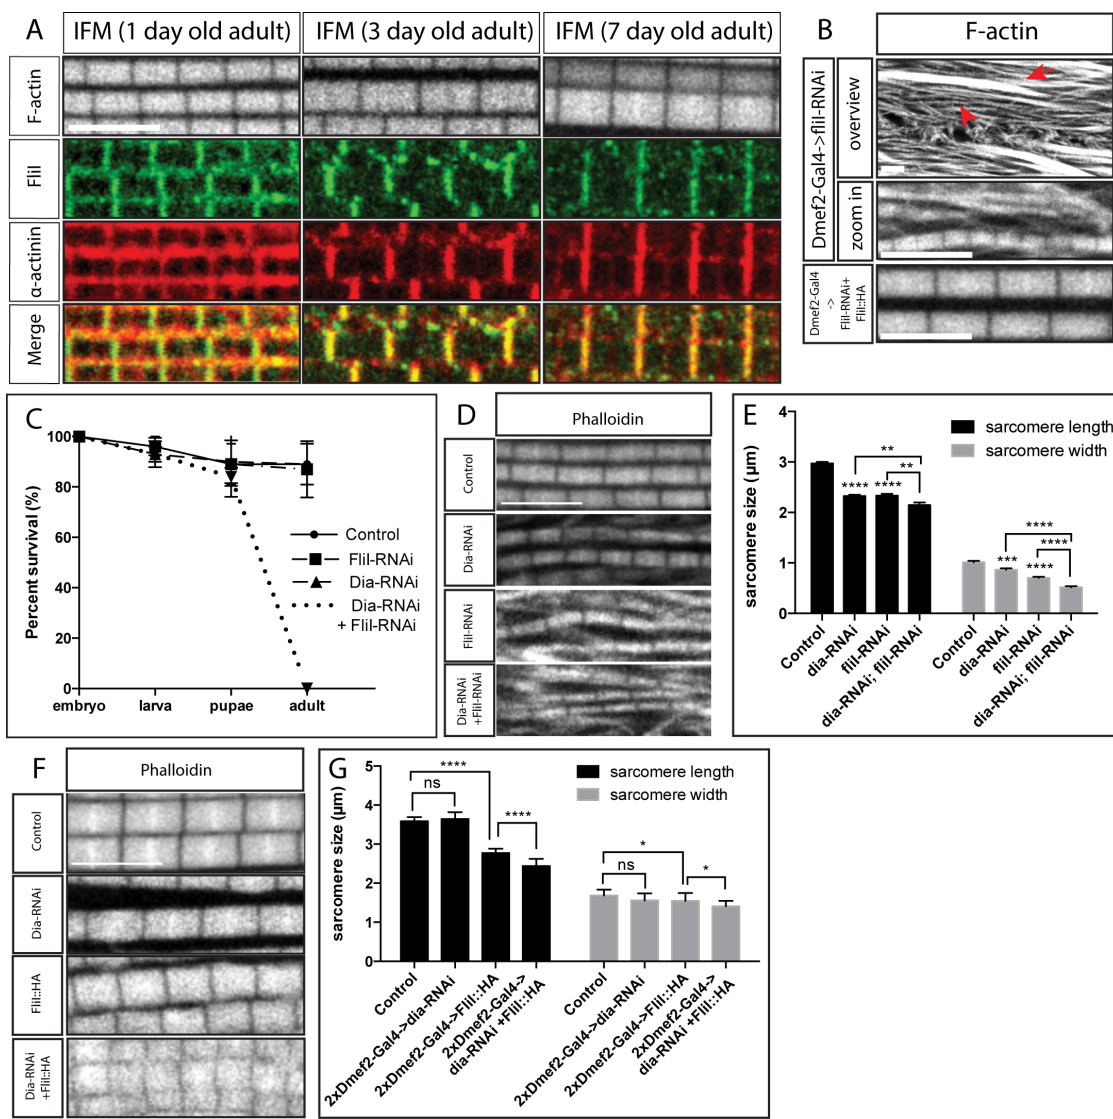 A
IFM (1 day old adult)
IFM (3 day old adult)
IFM (7 day old adult)
F-actin
FliI
α-actinin
Merge
B
F-actin
Dmef2-Gal4->fliI-RNAi
overview
zoom in
Dmef2-Gal4
->
FliI-RNAi+
FliI::HA
C
Percent survival (%)
100
80
60
40
20
0
embryo
larva
pupae
adult
Control
FliI-RNAi
Dia-RNAi
Dia-RNAi
+ FliI-RNAi
D
Phalloidin
Control
Dia-RNAi
FliI-RNAi
Dia-RNAi
+FliI-RNAi
E
sarcomere size (µm)
4
3
2
1
0
sarcomere length
sarcomere width
**
**
****
****
****
****
***
****
Control
dia-RNAi
fliI-RNAi
dia-RNAi; fliI-RNAi
Control
dia-RNAi
fliI-RNAi
dia-RNAi; fliI-RNAi
F
Phalloidin
Control
Dia-RNAi
FliI::HA
Dia-RNAi
+FliI::HA
G
sarcomere size (µm)
5
4
3
2
1
0
sarcomere length
sarcomere width
****
ns
****
*
ns
*
Control
2xDmef2-Gal4->dia-RNAi
2xDmef2-Gal4->FliI::HA
2xDmef2-Gal4->
dia-RNAi +FliI::HA
Control
2xDmef2-Gal4->dia-RNAi
2xDmef2-Gal4->FliI::HA
2xDmef2-Gal4->
dia-RNAi +FliI::HA